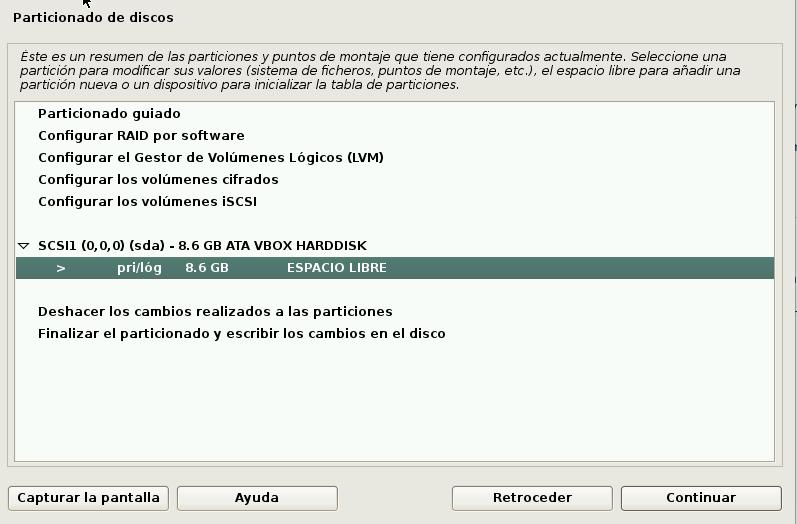 Particionado de discos
Éste es un resumen de las particiones y puntos de montaje que tiene configurados actualmente. Seleccione una
partición para modificar sus valores (sistema de ficheros, puntos de montaje, etc.), el espacio libre para añadir una
partición nueva o un dispositivo para inicializar la tabla de particiones.
Particionado guiado
Configurar RAID por software
Configurar el Gestor de Volúmenes Lógicos (LVM)
Configurar los volúmenes cifrados
Configurar los volúmenes iSCSI
SCSI1 (0,0,0) (sda) - 8.6 GB ATA VBOX HARDDISK
> pri/lóg 8.6 GB ESPACIO LIBRE
Deshacer los cambios realizados a las particiones
Finalizar el particionado y escribir los cambios en el disco
Capturar la pantalla Ayuda Retroceder Continuar